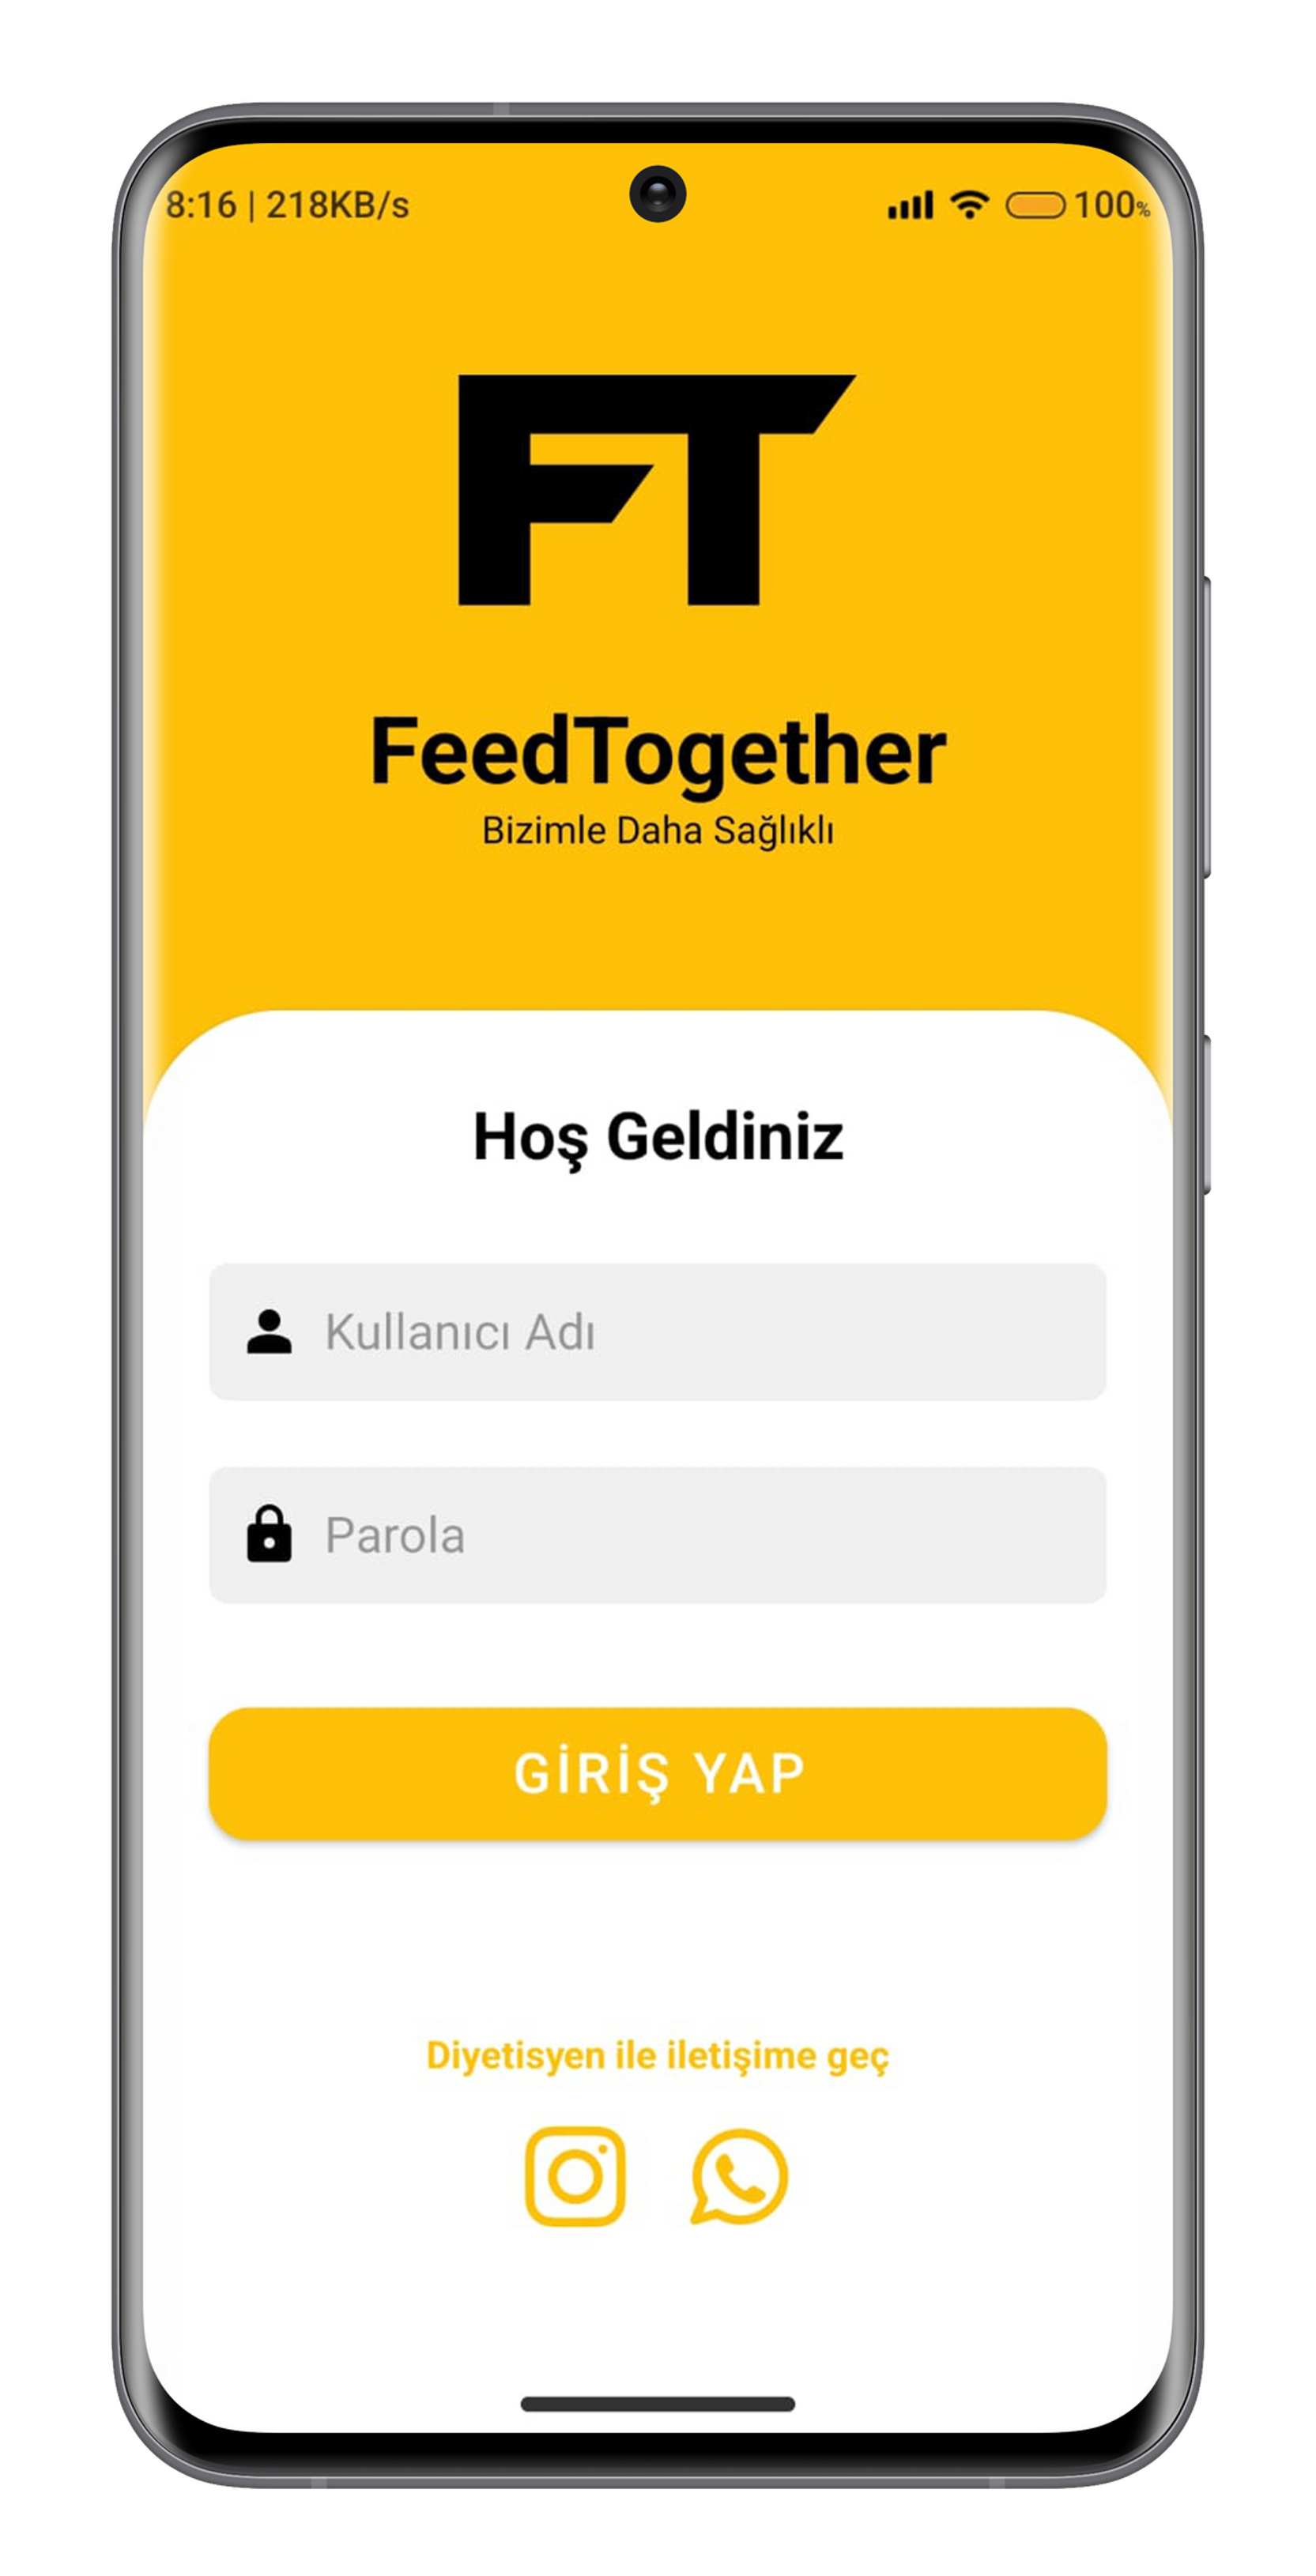 8:16 | 218KB/s 100%
FT
FeedTogether
Bizimle Daha Sağlıklı
Hoş Geldiniz
Kullanıcı Adı
Parola
GİRİŞ YAP
Diyetisyen ile iletişime geç